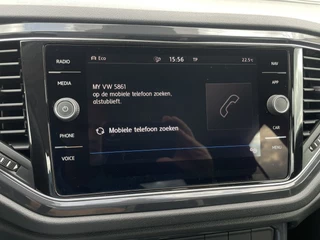 RADIO
Eco
15:56
22.5°C
NAV
MEDIA
MY VW 5861
op de mobiele telefoon zoeken,
alstublieft.
APP
PHONE
Mobiele telefoon zoeken
CAR
VOICE
MENU